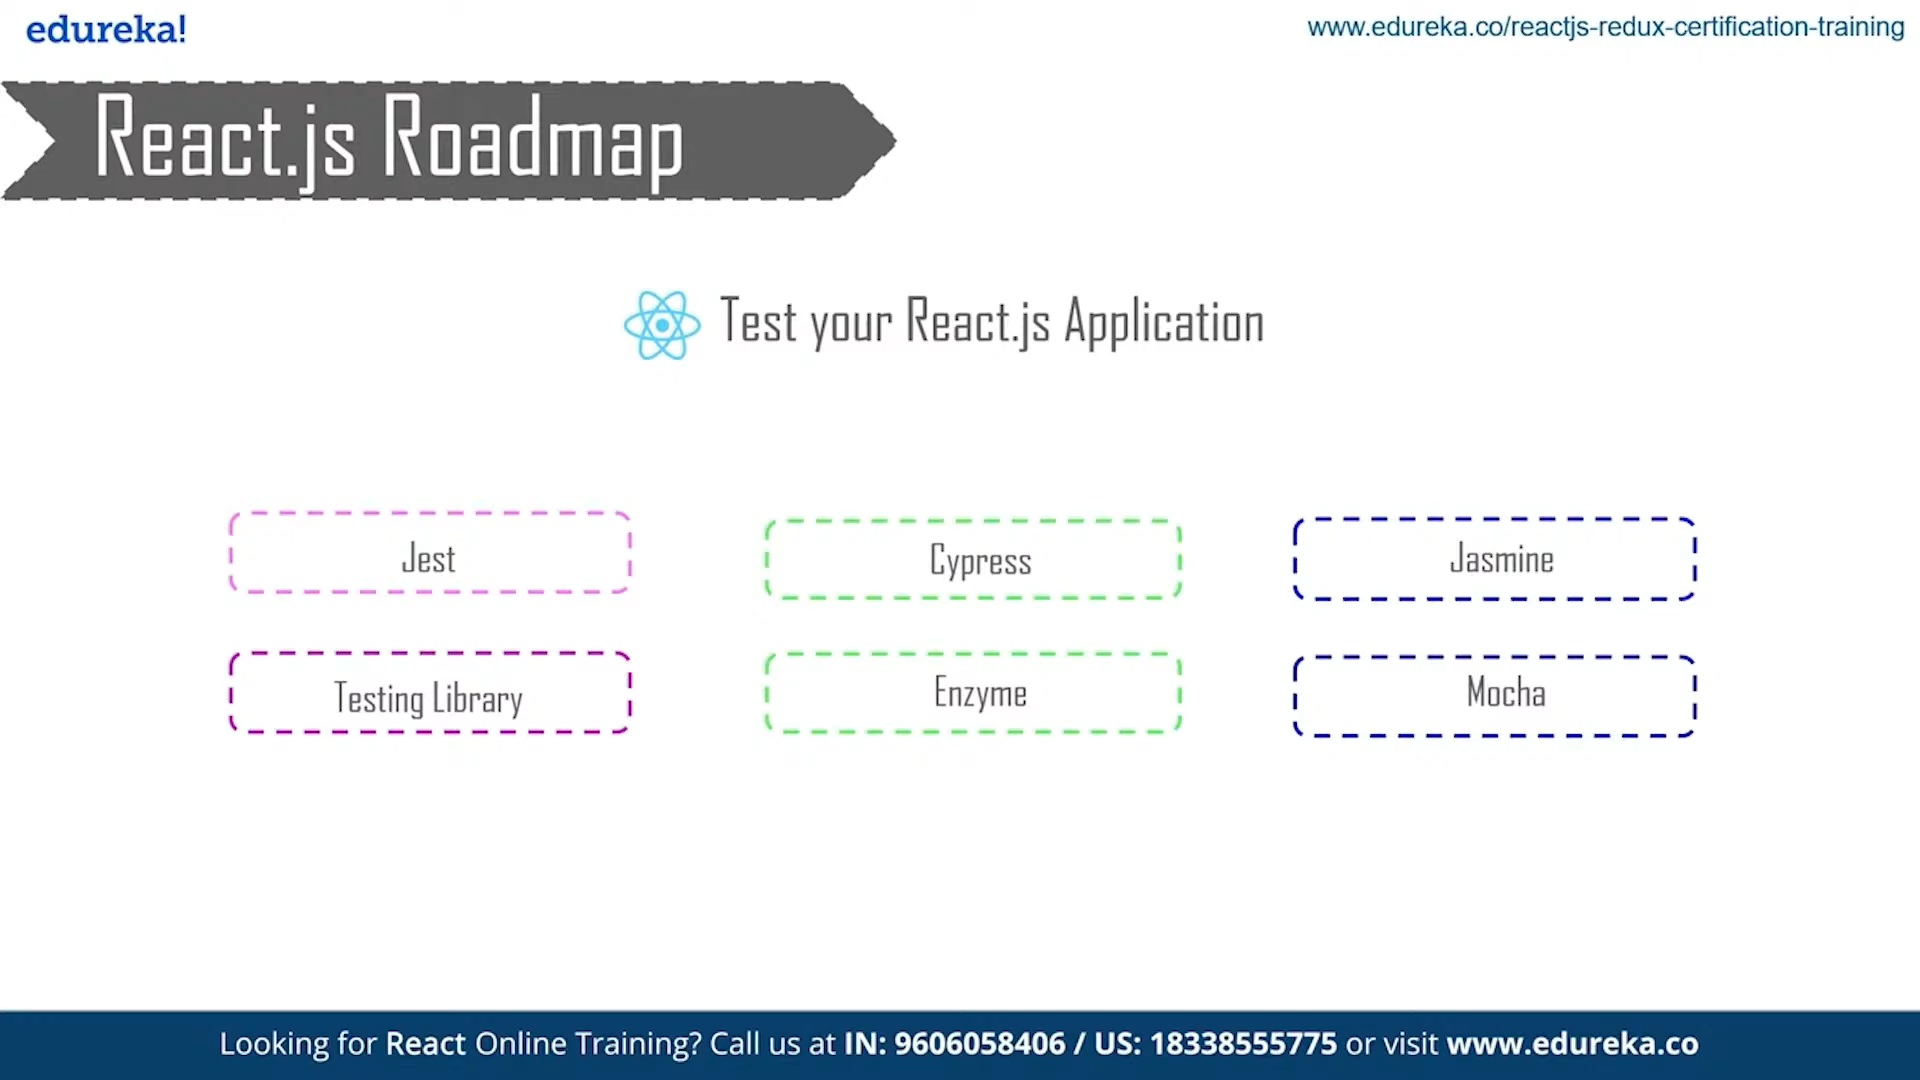 edureka!
www.edureka.co/reactjs-redux-certification-training
React.js Roadmap
Test your React.js Application
Jest
Cypress
Jasmine
Testing Library
Enzyme
Mocha
Looking for React Online Training? Call us at IN: 9606058406 / US: 18338555775 or visit www.edureka.co